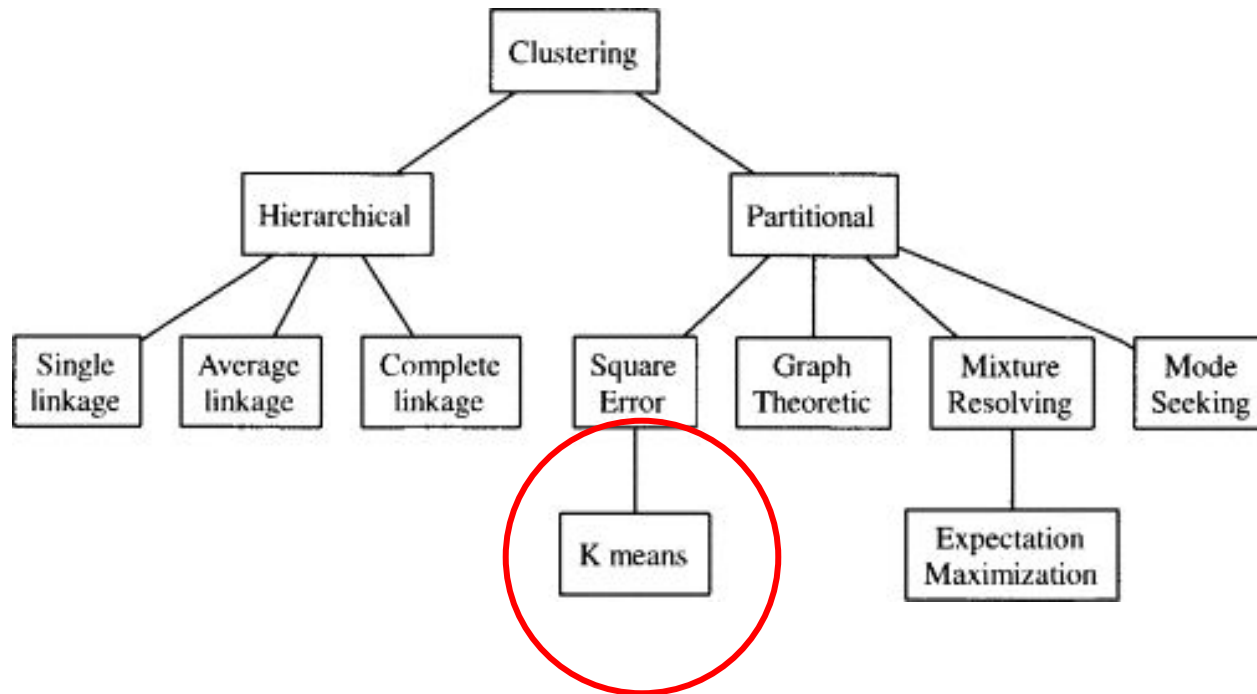 Clustering
Hierarchical
Partitional
Single
linkage
Average
linkage
Complete
linkage
Square
Error
Graph
Theoretic
Mixture
Resolving
Mode
Seeking
K means
Expectation
Maximization